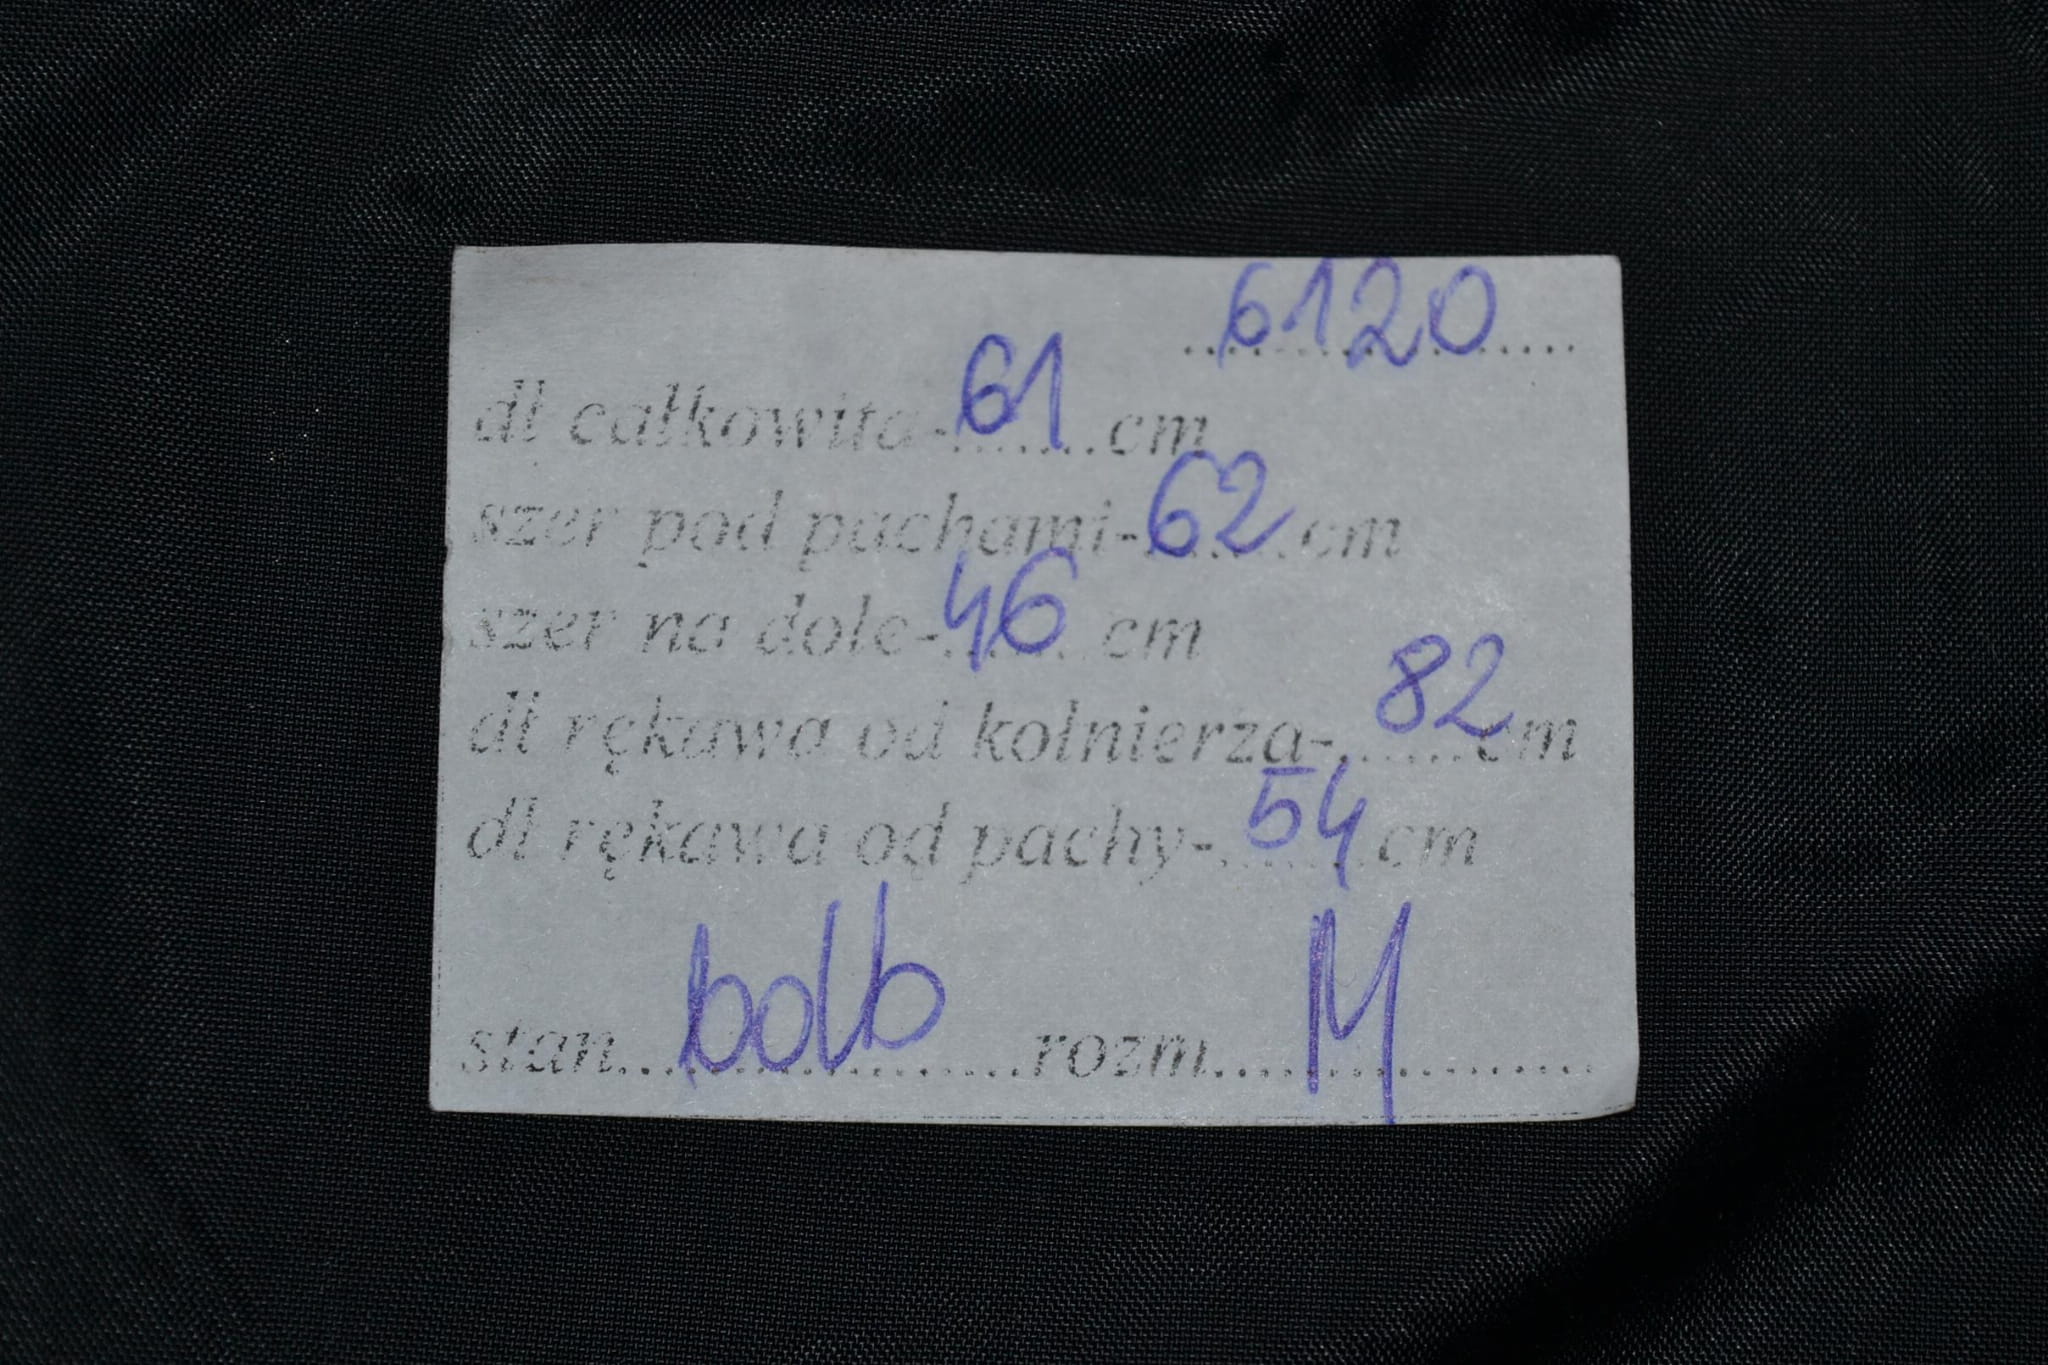 6120
dł całkowita-61cm
szer pod pachami-62cm
szer na dole-46cm
dł rękawa od kołnierza-82cm
dł rękawa od pachy-54cm
stan bdb rozm M